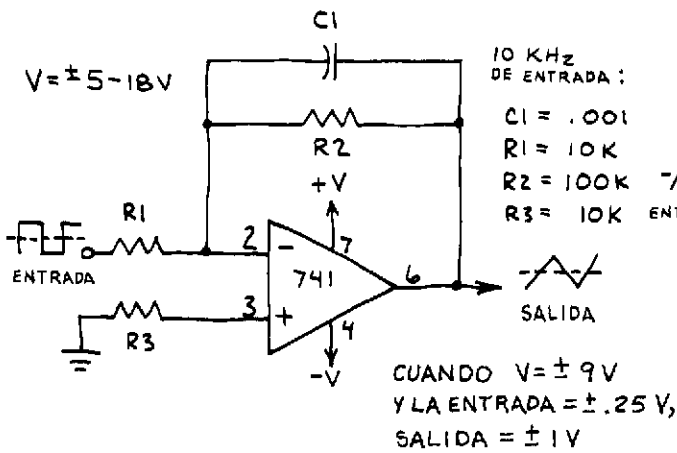 C1
V=±5-18V
R2
+V
R1
2
-
7
741
6
ENTRADA
3
+
4
R3
-V
SALIDA
10 KHz
DE ENTRADA:
C1 = .001
R1 = 10K
R2 = 100K
R3 = 10K
CUANDO V=±9V
Y LA ENTRADA=±.25V,
SALIDA = ±1V